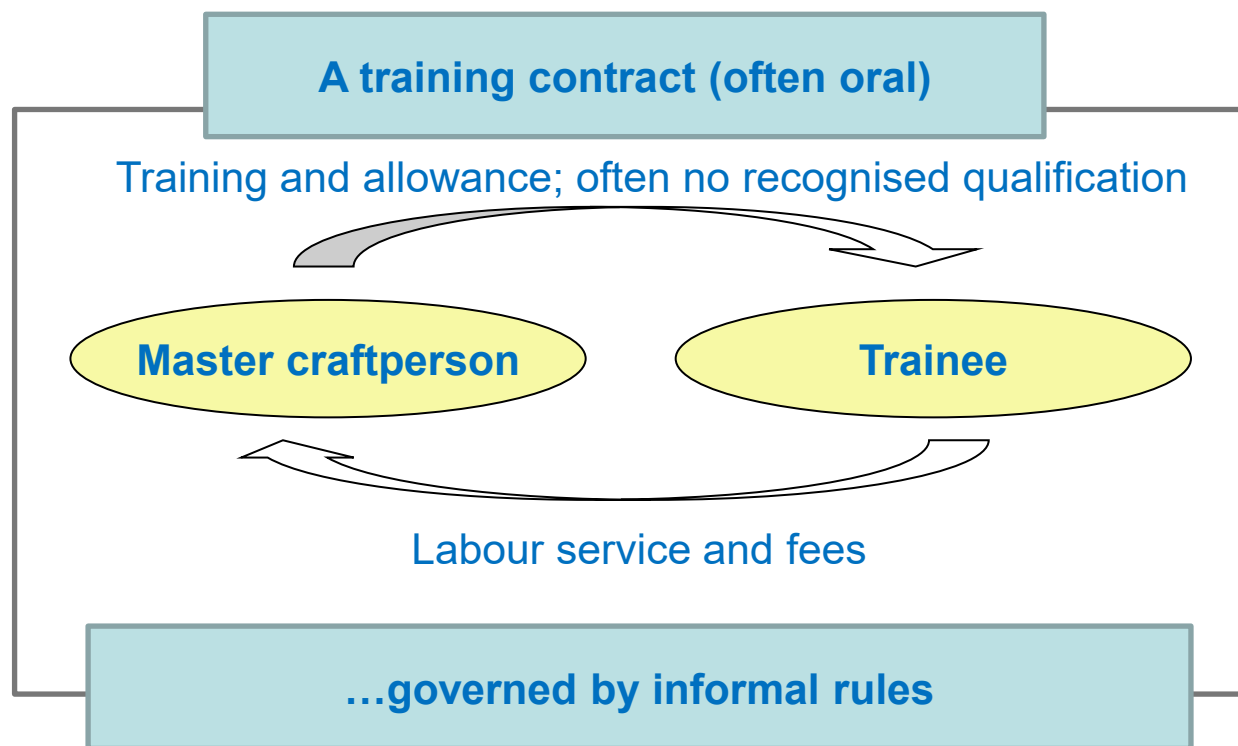 A training contract (often oral)
Training and allowance; often no recognised qualification
Master craftperson
Trainee
Labour service and fees
…governed by informal rules